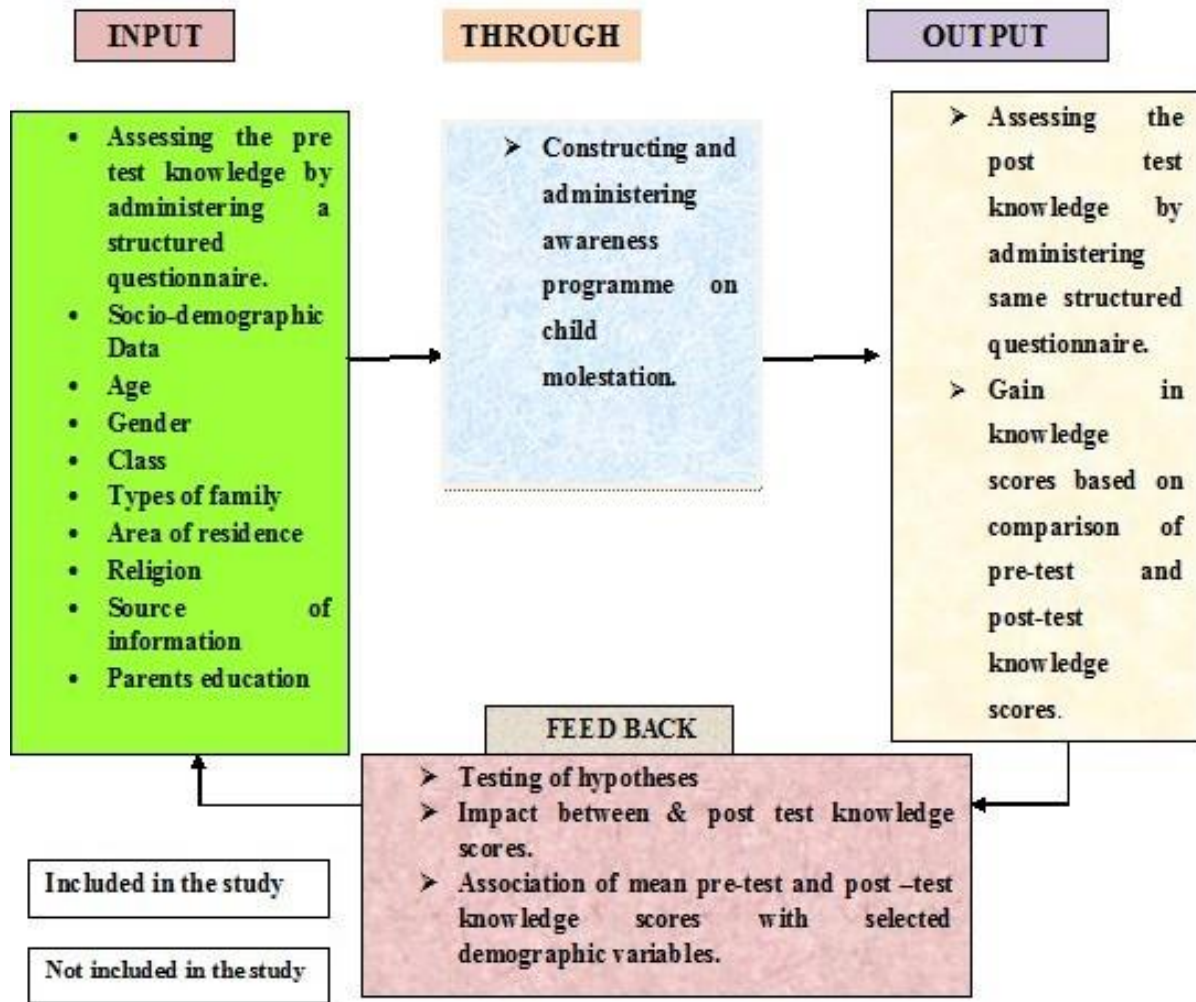 INPUT
THROUGH
OUTPUT
• Assessing the pre
test knowledge by
administering a
structured
questionnaire.
• Socio-demographic
Data
• Age
• Gender
• Class
• Types of family
• Area of residence
• Religion
• Source of
information
• Parents education
➢ Constructing and
administering
awareness
programme on
child
molestation.
➢ Assessing the
post test
knowledge by
administering
same structured
questionnaire.
➢ Gain in
knowledge
scores based on
comparison of
pre-test and
post-test
knowledge
scores.
FEED BACK
➢ Testing of hypotheses
➢ Impact between & post test knowledge
scores.
➢ Association of mean pre-test and post –test
knowledge scores with selected
demographic variables.
Included in the study
Not included in the study